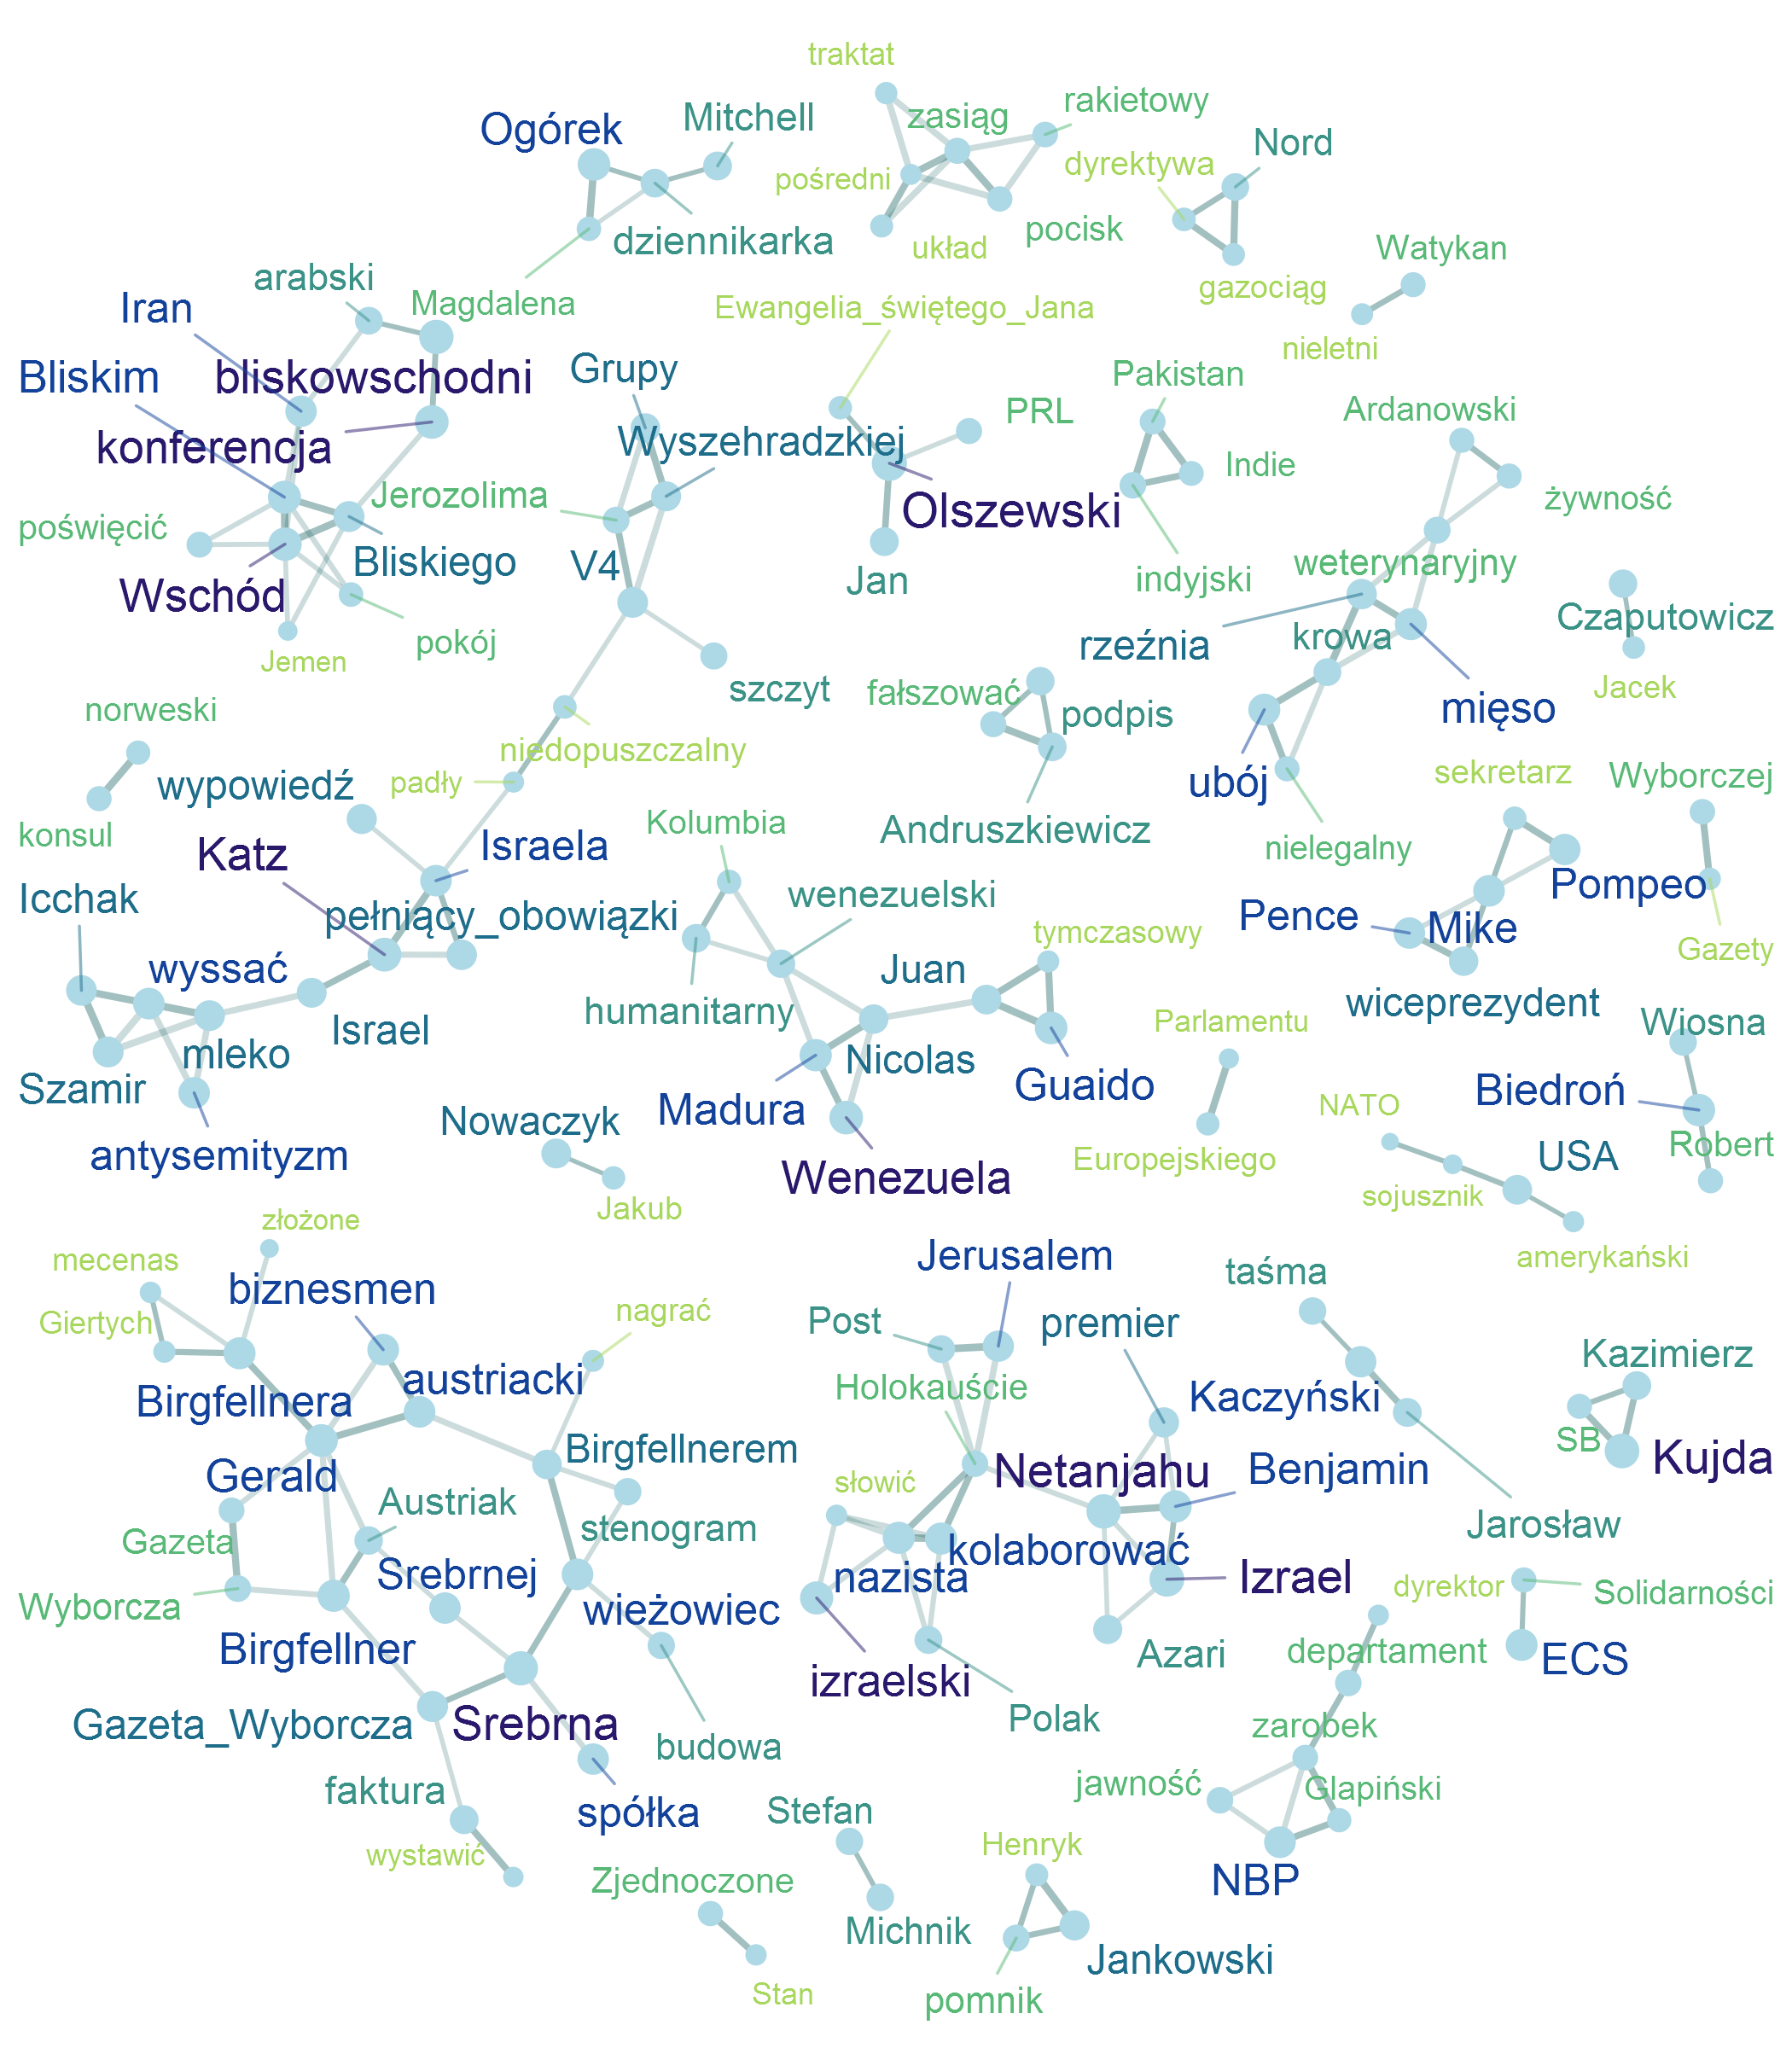 traktat
Ogórek
Mitchell
zasiąg
rakietowy
dyrektywa
Nord
pośredni
dziennikarka
układ
pocisk
Watykan
arabski
gazociąg
Iran
Magdalena
Ewangelia_świętego_Jana
nieletni
Bliskim
bliskowschodni
Grupy
Pakistan
PRL
Ardanowski
konferencja
Wyszehradzkiej
Indie
Jerozolima
żywność
poświęcić
Olszewski
Bliskiego
V4
weterynaryjny
Wschód
Jan
indyjski
Czaputowicz
pokój
rzeźnia
krowa
Jemen
szczyt
fałszować
Jacek
norweski
podpis
mięso
niedopuszczalny
wypowiedź
padły
ubój
sekretarz
Wyborczej
konsul
Kolumbia
Andruszkiewicz
Katz
Israela
nielegalny
Icchak
wenezuelski
Pompeo
pełniący_obowiązki
Pence
Mike
tymczasowy
Gazety
wyssać
Juan
humanitarny
wiceprezydent
Israel
Parlamentu
Wiosna
mleko
Nicolas
Szamir
Guaido
Biedroń
Madura
NATO
Nowaczyk
Robert
antysemityzm
Europejskiego
USA
Wenezuela
sojusznik
Jakub
złożone
mecenas
Jerusalem
amerykański
biznesmen
taśma
nagrać
Giertych
Post
premier
Kazimierz
austriacki
Holokauście
Kaczyński
Birgfellnera
SB
Birgfellnerem
Kujda
Gerald
słowić
Netanjahu
Benjamin
Austriak
stenogram
Jarosław
Gazeta
Srebrnej
kolaborować
nazista
Izrael
dyrektor
Solidarności
Wyborcza
wieżowiec
Birgfellner
departament
Azari
ECS
izraelski
Polak
Gazeta_Wyborcza
Srebrna
zarobek
budowa
faktura
jawność
Glapiński
spółka
Stefan
wystawić
Henryk
NBP
Zjednoczone
Michnik
Jankowski
Stan
pomnik